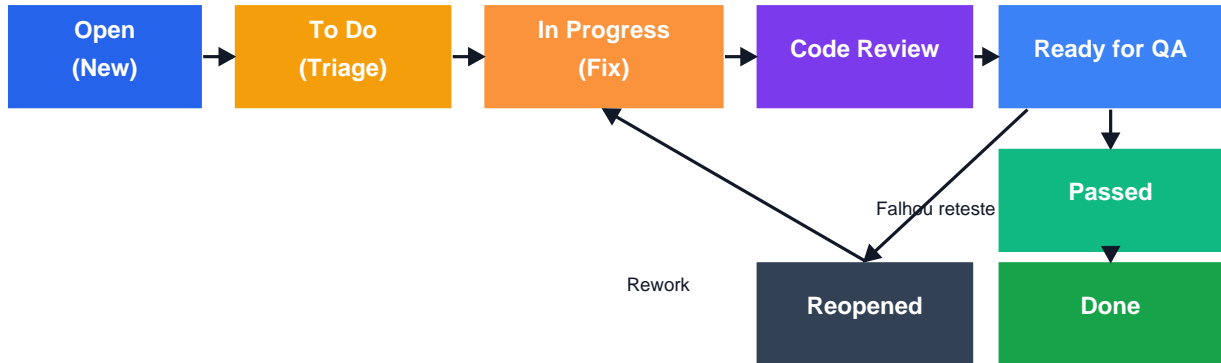 Open
(New)
To Do
(Triage)
In Progress
(Fix)
Code Review
Ready for QA
Passed
Falhou reteste
Rework
Reopened
Done